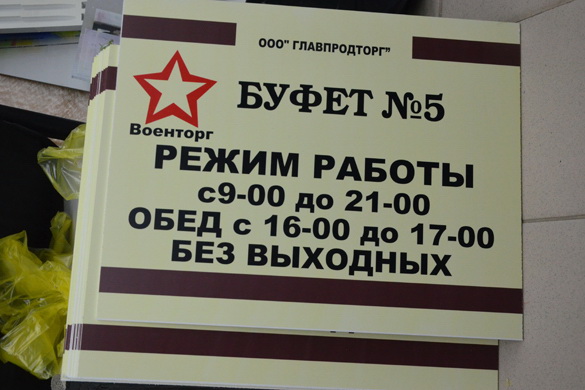 ООО" ГЛАВПРОДТОРГ"
БУФЕТ №5
Военторг
РЕЖИМ РАБОТЫ
с9-00 до 21-00
ОБЕД с 16-00 до 17-00
БЕЗ ВЫХОДНЫХ